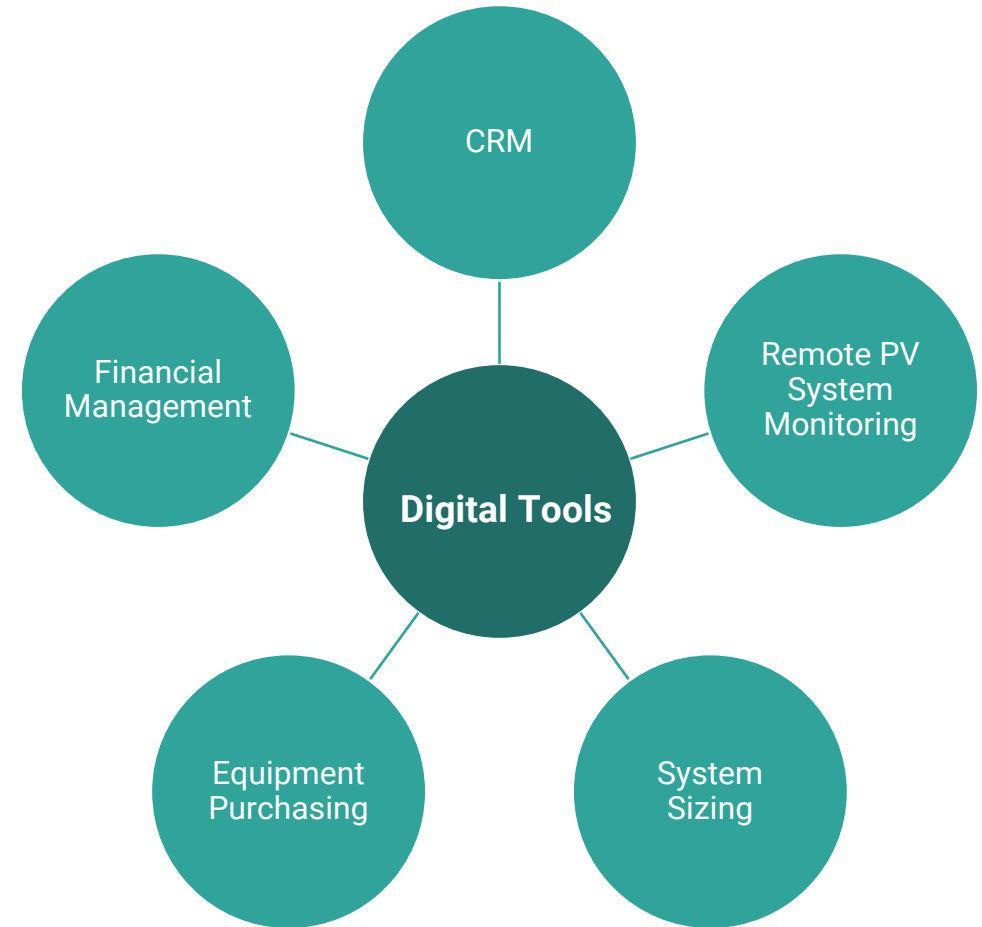 CRM
Remote PV
System
Monitoring
System
Sizing
Equipment
Purchasing
Financial
Management
Digital Tools